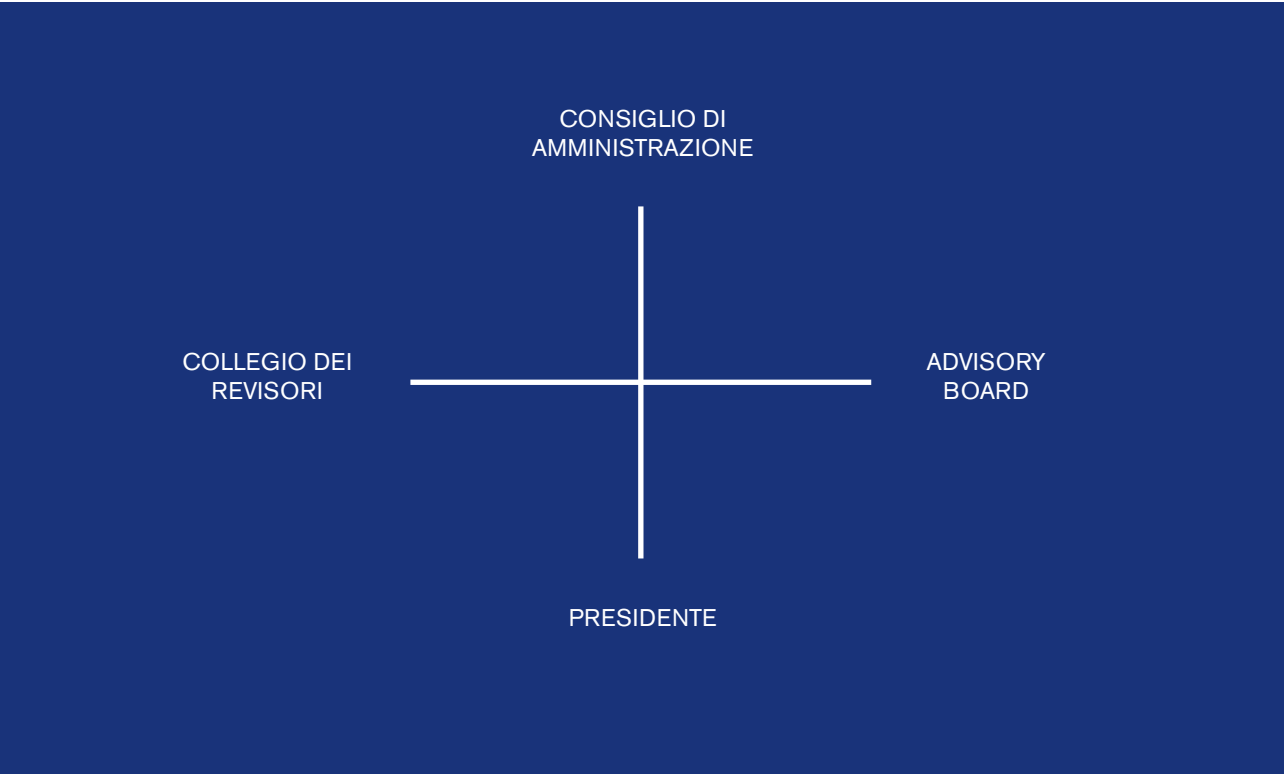 CONSIGLIO DI
AMMINISTRAZIONE
COLLEGIO DEI
REVISORI
ADVISORY
BOARD
PRESIDENTE